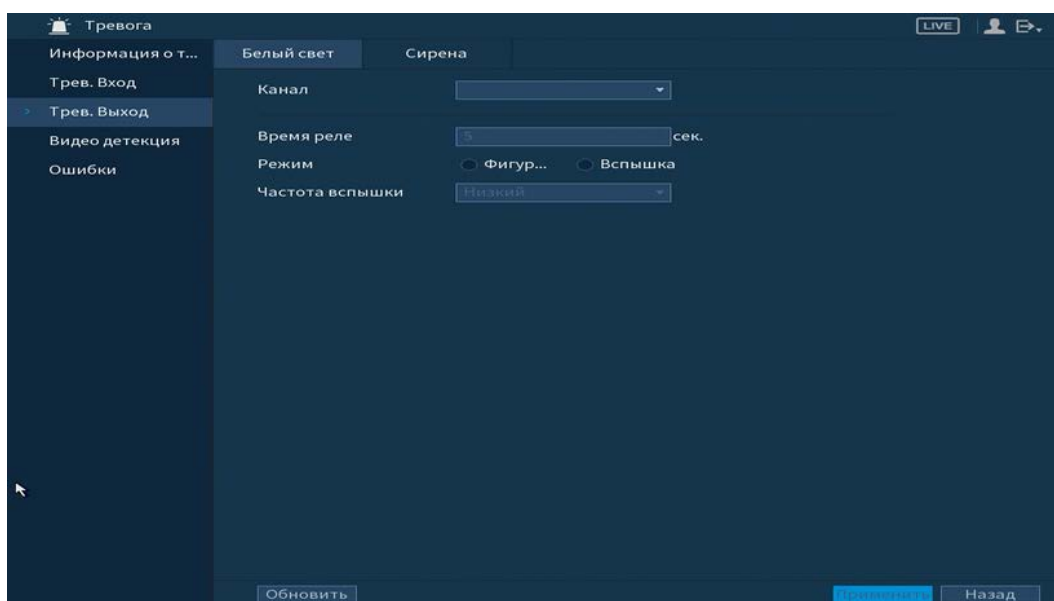 Тревога LIVE
Информация о т... Белый свет Сирена
Трев. Вход Канал
Трев. Выход
Время реле 5 сек.
Видео детекция
Режим Фигур... Вспышка
Ошибки
Частота вспышки Низкий
Обновить Применить Назад